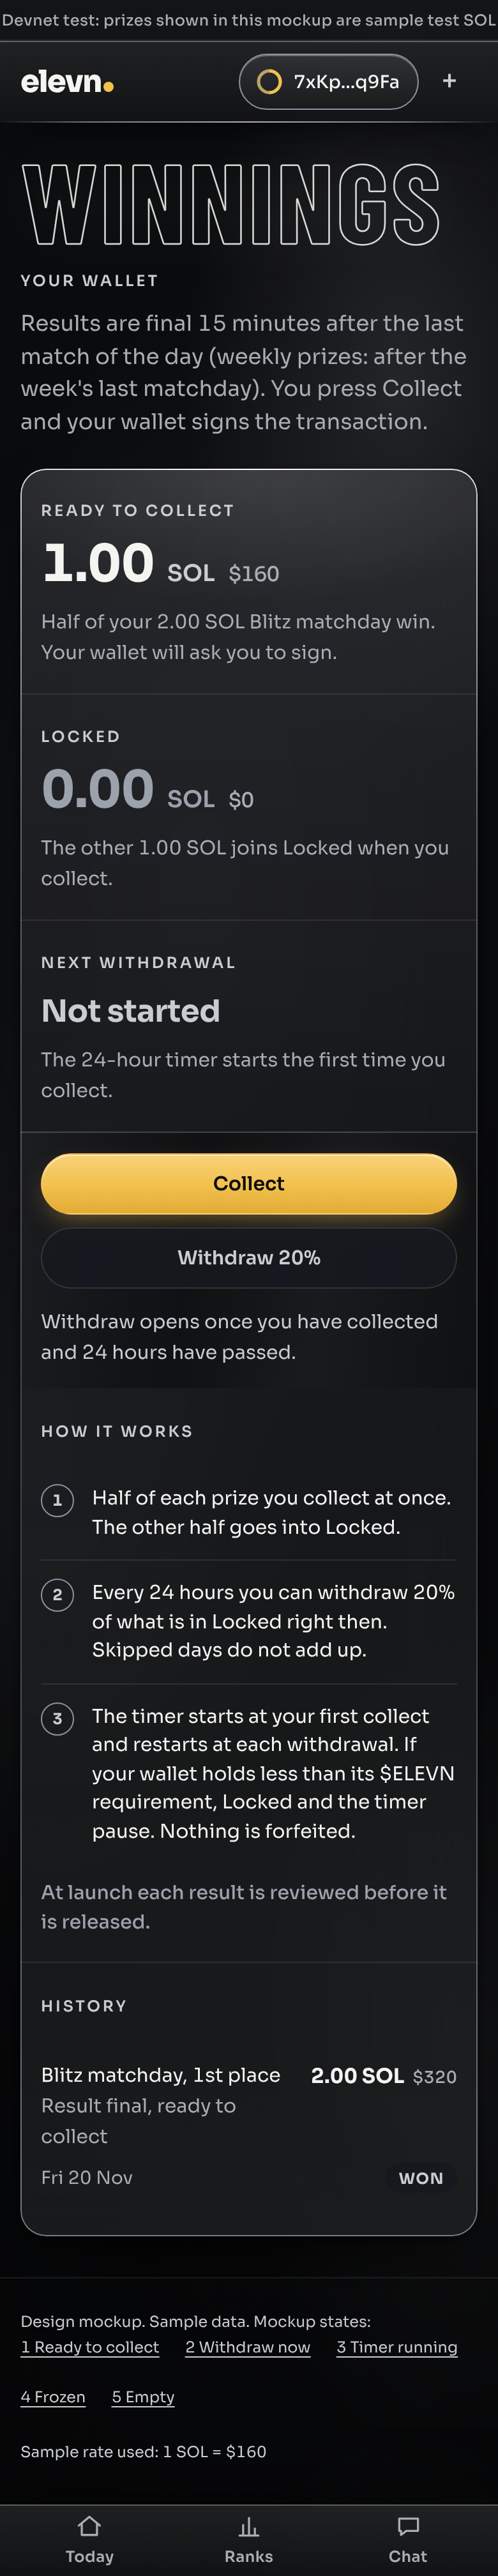 Devnet test: prizes shown in this mockup are sample test SOL
elevn.
7xKp...q9Fa
+
WINNINGS
YOUR WALLET
Results are final 15 minutes after the last
match of the day (weekly prizes: after the
week's last matchday). You press Collect
and your wallet signs the transaction.
READY TO COLLECT
1.00 SOL $160
Half of your 2.00 SOL Blitz matchday win.
Your wallet will ask you to sign.
LOCKED
0.00 SOL $0
The other 1.00 SOL joins Locked when you
collect.
NEXT WITHDRAWAL
Not started
The 24-hour timer starts the first time you
collect.
Collect
Withdraw 20%
Withdraw opens once you have collected
and 24 hours have passed.
HOW IT WORKS
1 Half of each prize you collect at once.
The other half goes into Locked.
2 Every 24 hours you can withdraw 20%
of what is in Locked right then.
Skipped days do not add up.
3 The timer starts at your first collect
and restarts at each withdrawal. If
your wallet holds less than its $ELEVN
requirement, Locked and the timer
pause. Nothing is forfeited.
At launch each result is reviewed before it
is released.
HISTORY
Blitz matchday, 1st place 2.00 SOL $320
Result final, ready to
collect
Fri 20 Nov WON
Design mockup. Sample data. Mockup states:
1 Ready to collect 2 Withdraw now 3 Timer running
4 Frozen 5 Empty
Sample rate used: 1 SOL = $160
Today Ranks Chat